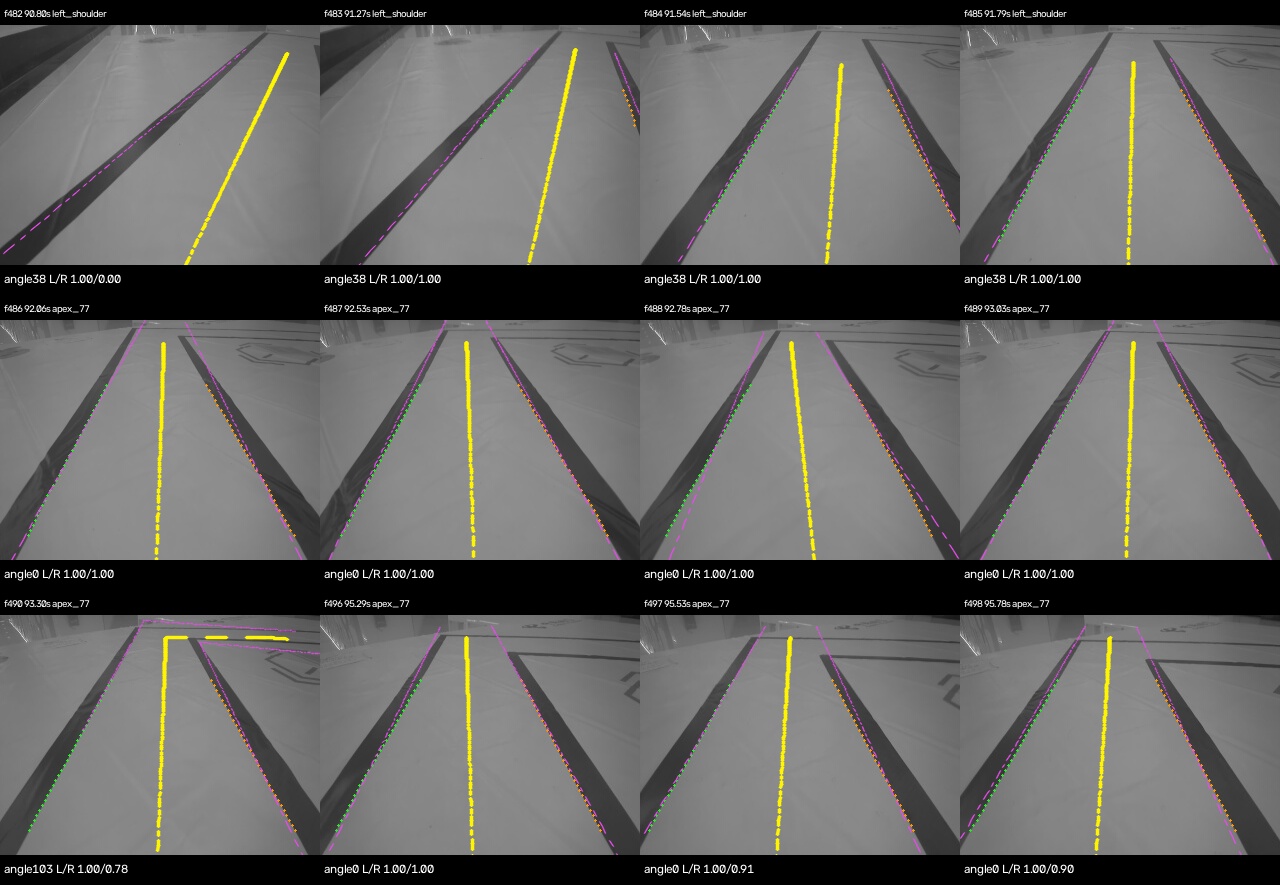 f482 90.80s left_shoulder
f483 91.27s left_shoulder
f484 91.54s left_shoulder
f485 91.79s left_shoulder
angle38 L/R 1.00/0.00
angle38 L/R 1.00/1.00
angle38 L/R 1.00/1.00
angle38 L/R 1.00/1.00
f486 92.06s apex_77
f487 92.53s apex_77
f488 92.78s apex_77
f489 93.03s apex_77
angle0 L/R 1.00/1.00
angle0 L/R 1.00/1.00
angle0 L/R 1.00/1.00
angle0 L/R 1.00/1.00
f490 93.30s apex_77
f496 95.29s apex_77
f497 95.53s apex_77
f498 95.78s apex_77
angle103 L/R 1.00/0.78
angle0 L/R 1.00/1.00
angle0 L/R 1.00/0.91
angle0 L/R 1.00/0.90